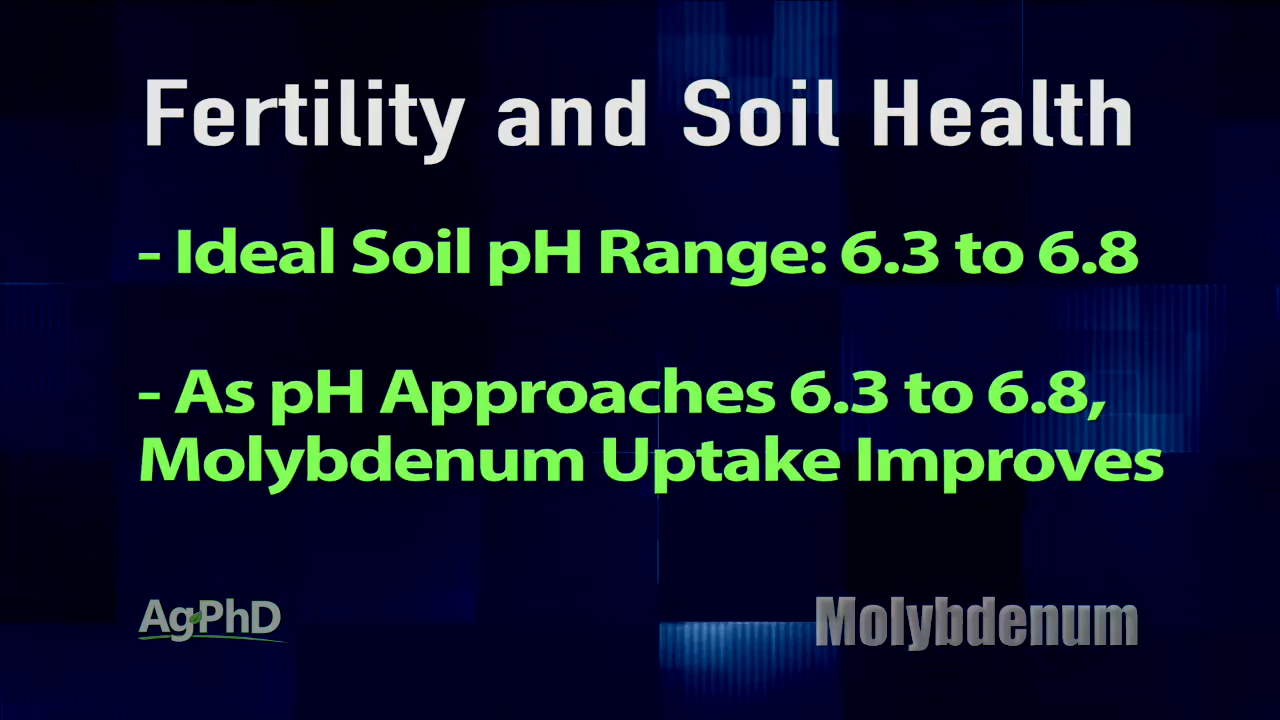 Fertility and Soil Health
- Ideal Soil pH Range: 6.3 to 6.8
- As pH Approaches 6.3 to 6.8,
Molybdenum Uptake Improves
AgPhD
Molybdenum